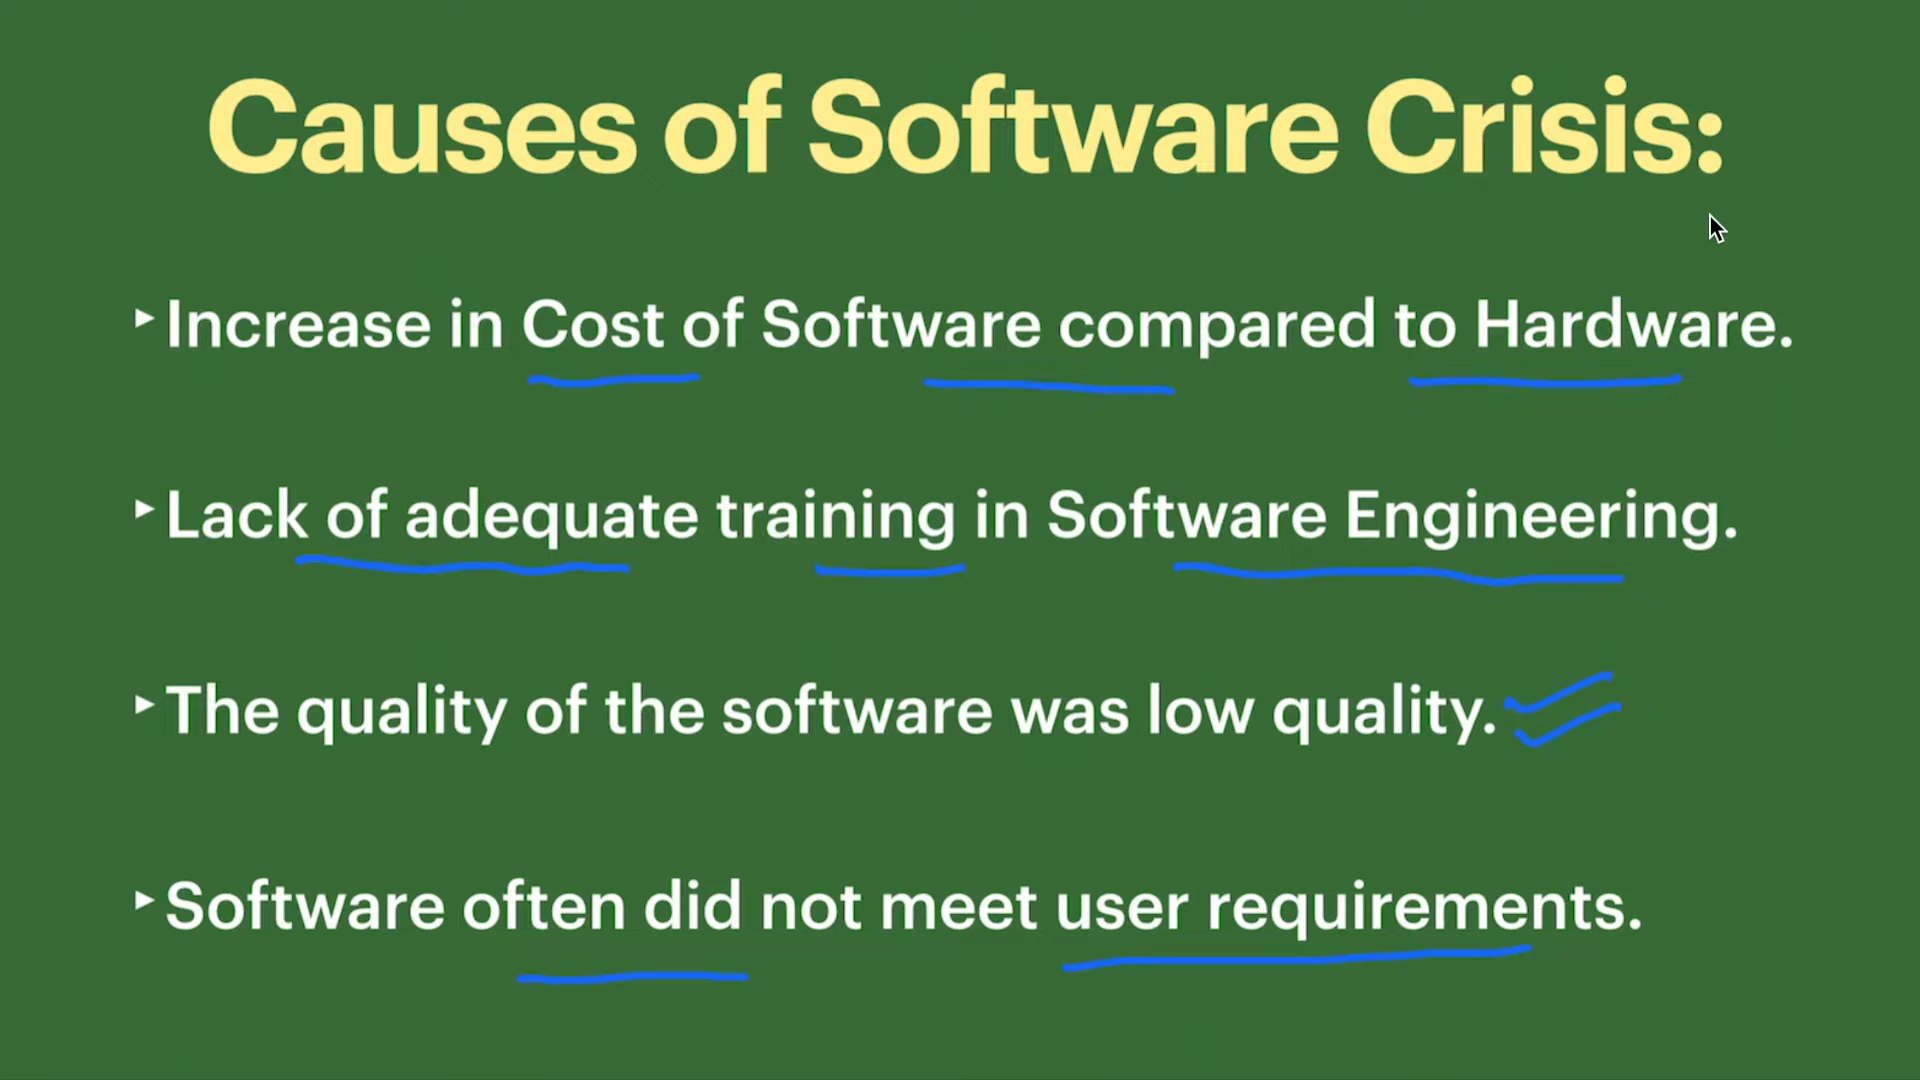 Causes of Software Crisis:
‣ Increase in Cost of Software compared to Hardware.
‣ Lack of adequate training in Software Engineering.
‣ The quality of the software was low quality.
‣ Software often did not meet user requirements.